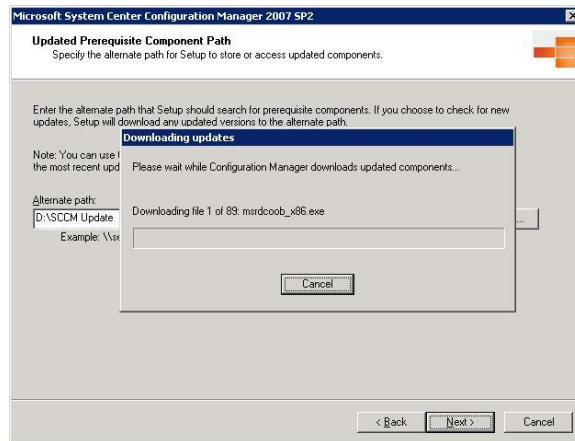 Microsoft System Center Configuration Manager 2007 SP2
Updated Prerequisite Component Path
Specify the alternate path for Setup to store or access updated components.
Enter the alternate path that Setup should search for prerequisite components. If you choose to check for new
updates, Setup will download any updated versions to the alternate path.
Downloading updates
Note: You can use
the most recent upd
Please wait while Configuration Manager downloads updated components...
Alternate path:
D:\SCCM Update
...
Downloading file 1 of 89: msrdcoob_x86.exe
Example: \\se
Cancel
< Back
Next >
Cancel